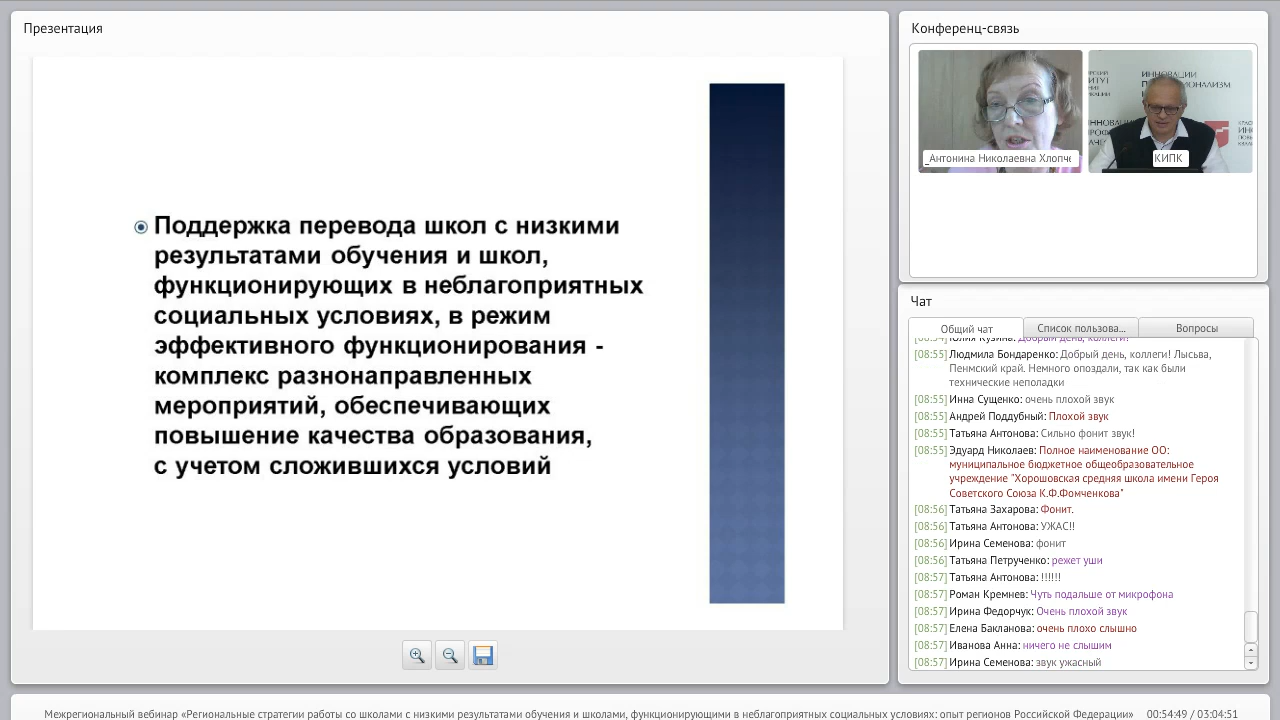 Презентация
Поддержка перевода школ с низкими
результатами обучения и школ,
функционирующих в неблагоприятных
социальных условиях, в режим
эффективного функционирования -
комплекс разнонаправленных
мероприятий, обеспечивающих
повышение качества образования,
с учетом сложившихся условий
Конференц-связь
_Антонина Николаевна Хлопче
КИПК
Чат
Общий чат
Список пользова...
Вопросы
Юлия Кузина: Добрый день, коллеги!
[08:55] Людмила Бондаренко: Добрый день, коллеги! Лысьва,
Пенмский край. Немного опоздали, так как были
технические неполадки
[08:55] Инна Сущенко: очень плохой звук
[08:55] Андрей Поддубный: Плохой звук
[08:55] Татьяна Антонова: Сильно фонит звук!
[08:55] Эдуард Николаев: Полное наименование ОО:
муниципальное бюджетное общеобразовательное
учреждение "Хорошовская средняя школа имени Героя
Советского Союза К.Ф.Фомченкова"
[08:56] Татьяна Захарова: Фонит.
[08:56] Татьяна Антонова: УЖАС!!
[08:56] Ирина Семенова: фонит
[08:56] Татьяна Петрученко: режет уши
[08:57] Татьяна Антонова: !!!!!!
[08:57] Роман Кремнев: Чуть подальше от микрофона
[08:57] Ирина Федорчук: Очень плохой звук
[08:57] Елена Бакланова: очень плохо слышно
[08:57] Иванова Анна: ничего не слышим
[08:57] Ирина Семенова: звук ужасный
Межрегиональный вебинар «Региональные стратегии работы со школами с низкими результатами обучения и школами, функционирующими в неблагоприятных социальных условиях: опыт регионов Российской Федерации» 00:54:49 / 03:04:51